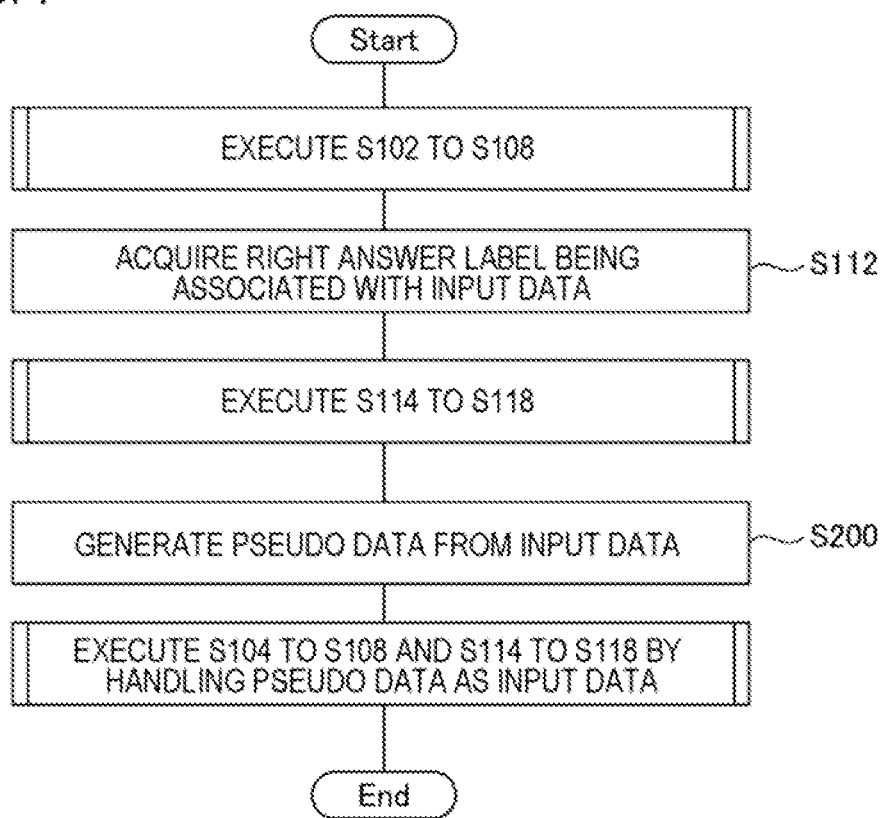 Start
EXECUTE S102 TO S108
ACQUIRE RIGHT ANSWER LABEL BEING
ASSOCIATED WITH INPUT DATA
S112
EXECUTE S114 TO S118
GENERATE PSEUDO DATA FROM INPUT DATA
S200
EXECUTE S104 TO S108 AND S114 TO S118 BY
HANDLING PSEUDO DATA AS INPUT DATA
End